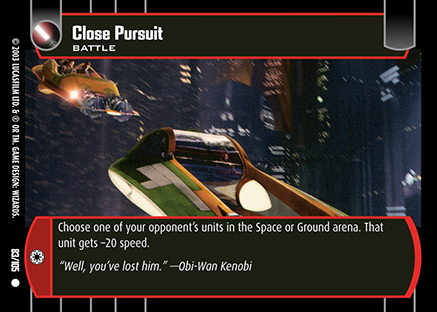 Close Pursuit
BATTLE
Choose one of your opponent's units in the Space or Ground arena. That
unit gets –20 speed.
"Well, you've lost him." —Obi-Wan Kenobi
© 2003 LUCASFILM LTD. & ® OR TM. GAME DESIGN: WIZARDS.
83/105